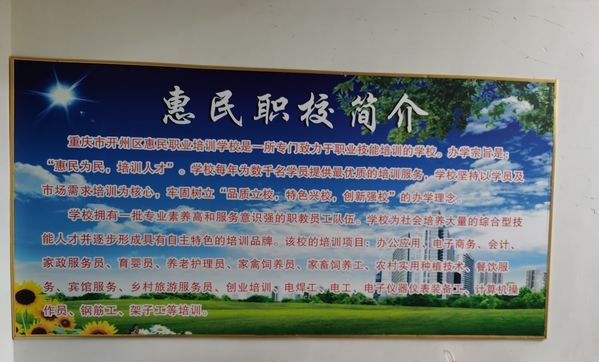 惠民职校简介
重庆市开州区惠民职业培训学校是一所专门致力于职业技能培训的学校。办学宗旨是：
“惠民为民，培训人才”。学校每年为数千名学员提供最优质的培训服务，学校坚持以学员及
市场需求培训为核心，牢固树立“品质立校，特色兴校，创新强校”的办学理念。
学校拥有一批专业素养高和服务意识强的职教员工队伍。学校为社会培养大量的综合型技
能人才并逐步形成具有自主特色的培训品牌。该校的培训项目：办公应用、电子商务、会计、
家政服务员、育婴员、养老护理员、家禽饲养员、家畜饲养工、农村实用种植技术、餐饮服
务、宾馆服务、乡村旅游服务员、创业培训、电焊工、电工、电子仪器仪表装备工、计算机操
作员、钢筋工、架子工等培训。